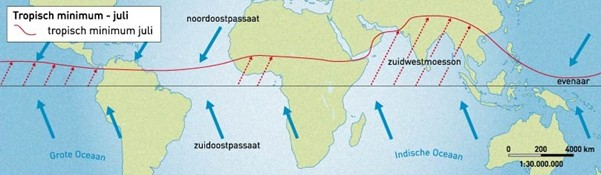 Tropisch minimum - juli
tropisch minimum juli
noordoostpassaat
zuidwestmoesson
evenaar
zuidoostpassaat
Grote Oceaan
Indische Oceaan
0 200 4000 km
1:30.000.000